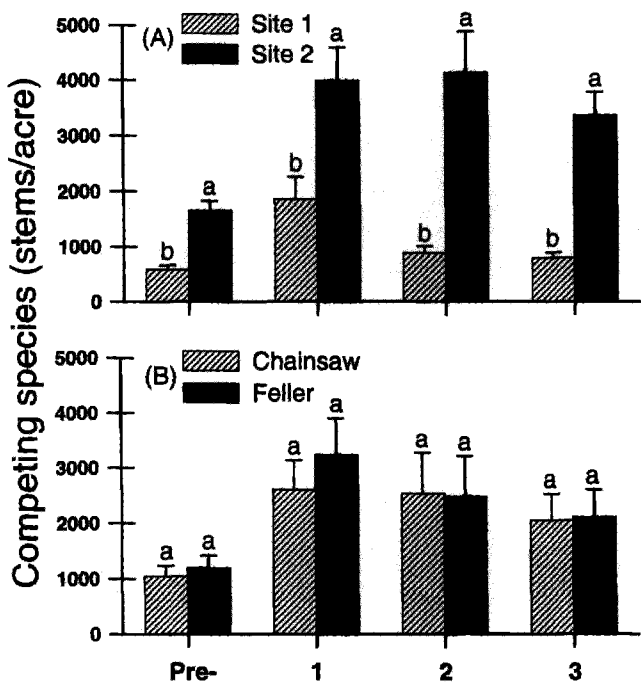 Competing species (stems/acre)
(A)
Site 1
Site 2
5000
4000
3000
2000
1000
0
b a
b a
b a
b a
(B)
Chainsaw
Feller
5000
4000
3000
2000
1000
0
a a
a a
a a
a a
Pre- 1 2 3